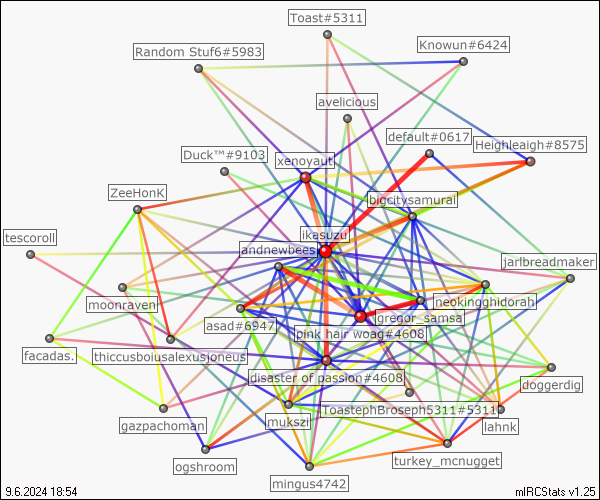 Toast#5311
Knowun#6424
Random Stuf6#5983
avelicious
default#0617
Heighleaigh#8575
Duck™#9103
xenoyaut
ZeeHonK
bigcitysamurai
ikasuzu
tescoroll
andnewbees
jarlbreadmaker
moonraven
neokingghidorah
gregor_samsa
asad#6947
pink hair woag#4608
facadas.
thiccusboiusalexusjoneus
disaster of passion#4608
doggerdig
ToastephBroseph5311#5311
gazpachoman
mukszi
lahnk
ogshroom
turkey_mcnugget
mingus4742
9.6.2024 18:54
mIRCStats v1.25